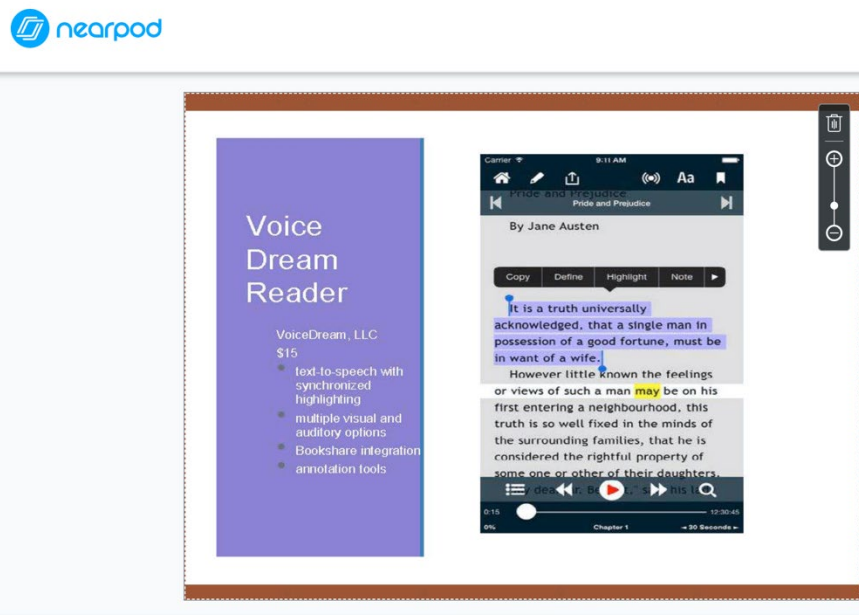 nearpod
Voice
Dream
Reader
VoiceDream, LLC
$15
text-to-speech with
synchronized
highlighting
multiple visual and
auditory options
Bookshare integration
annotation tools
Carrier
9:11 AM
Aa
Pride and Prejudice
Pride and Prejudice
By Jane Austen
Copy Define Highlight Note
It is a truth universally
acknowledged, that a single man in
possession of a good fortune, must be
in want of a wife.
However little known the feelings
or views of such a man may be on his
first entering a neighbourhood, this
truth is so well fixed in the minds of
the surrounding families, that he is
considered the rightful property of
some one or other of their daughters.
his
0:15 12:30:45
0% Chapter 1 30 Seconds